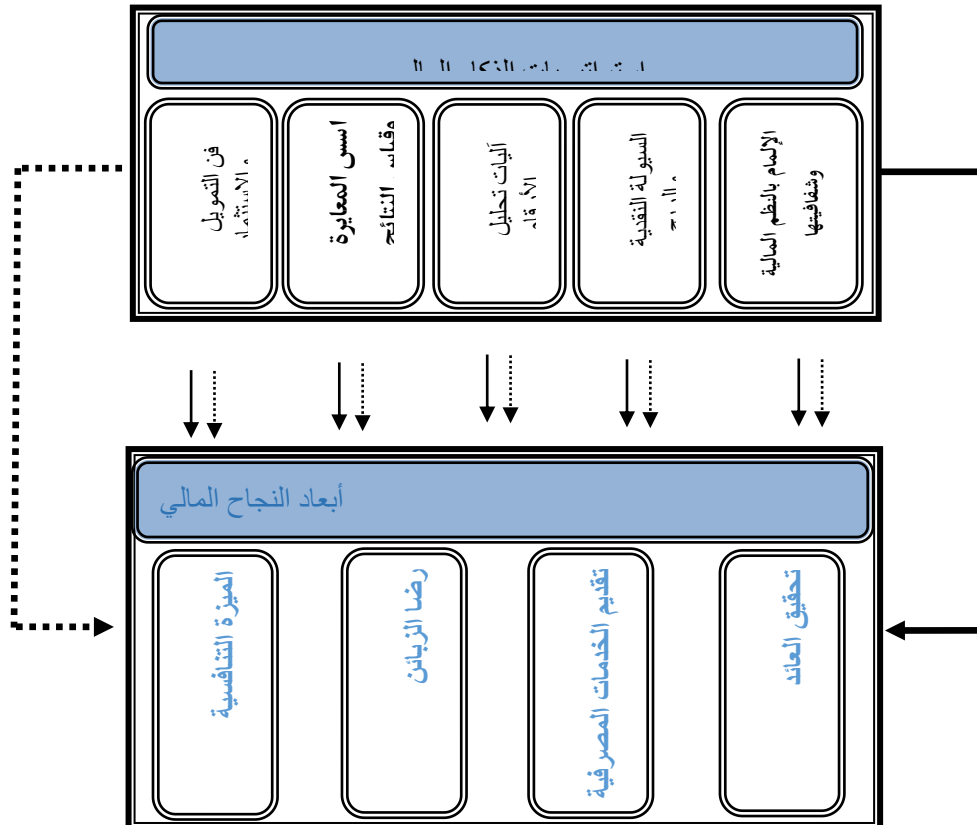 الإلمام بالنظم المالية
وشفافيتها
السيولة النقدية
آليات تحليل
اسس المعايرة
النتائج
فن التمويل
أبعاد النجاح المالي
تحقيق العائد
تقديم الخدمات المصرفية
رضا الزبائن
الميزة التنافسية